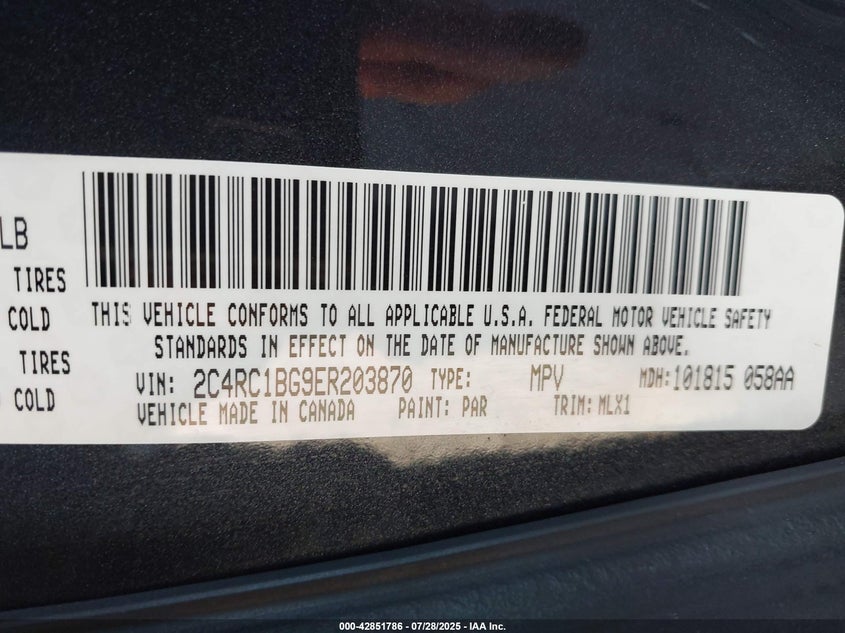 LB
TIRES
COLD
TIRES
COLD
THIS VEHICLE CONFORMS TO ALL APPLICABLE U.S.A. FEDERAL MOTOR VEHICLE SAFETY
STANDARDS IN EFFECT ON THE DATE OF MANUFACTURE SHOWN ABOVE.
VIN: 2C4RC1BG9ER203870 TYPE: MPV MDH: 101815 058AA
VEHICLE MADE IN CANADA PAINT: PAR TRIM: MLX1
000-42851786 - 07/28/2025 - IAA Inc.